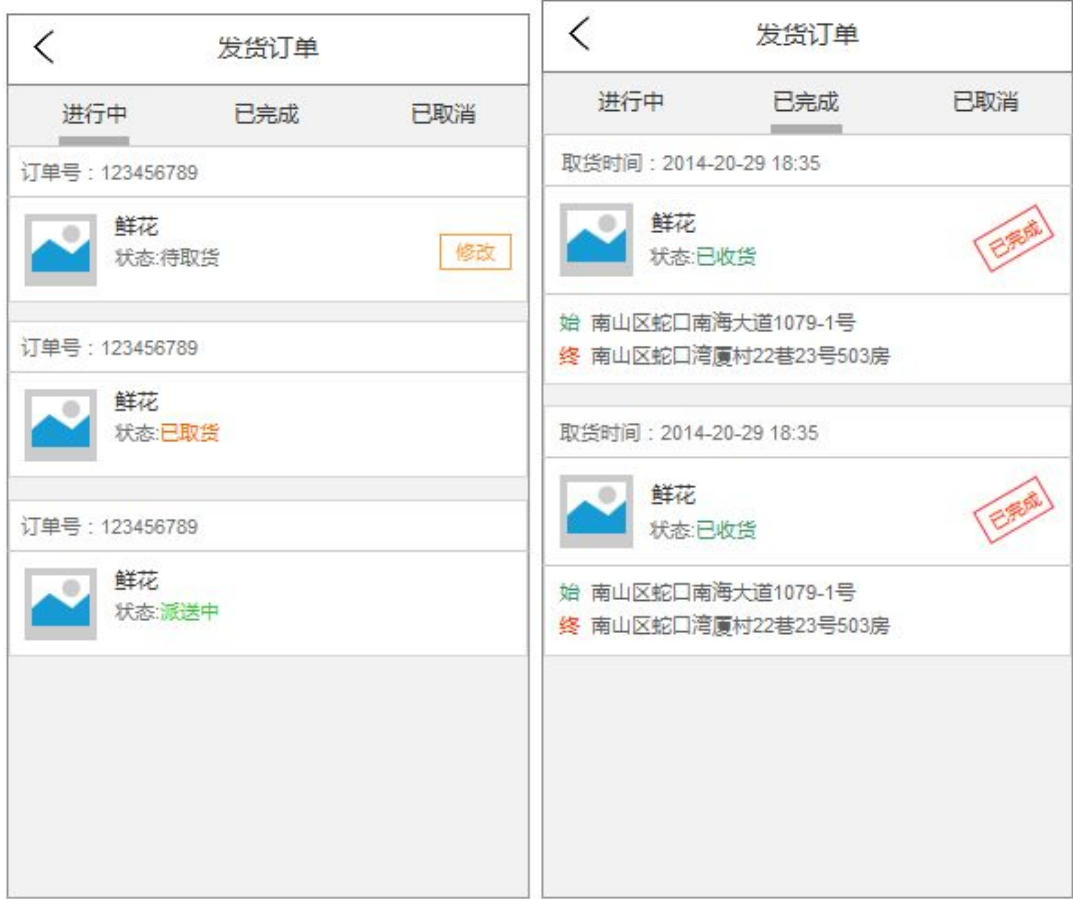 发货订单
进行中 已完成 已取消
订单号：123456789
鲜花
状态:待取货
修改
订单号：123456789
鲜花
状态:已取货
订单号：123456789
鲜花
状态:派送中
发货订单
进行中 已完成 已取消
取货时间：2014-20-29 18:35
鲜花
状态:已收货
已完成
始 南山区蛇口南海大道1079-1号
终 南山区蛇口湾厦村22巷23号503房
取货时间：2014-20-29 18:35
鲜花
状态:已收货
已完成
始 南山区蛇口南海大道1079-1号
终 南山区蛇口湾厦村22巷23号503房